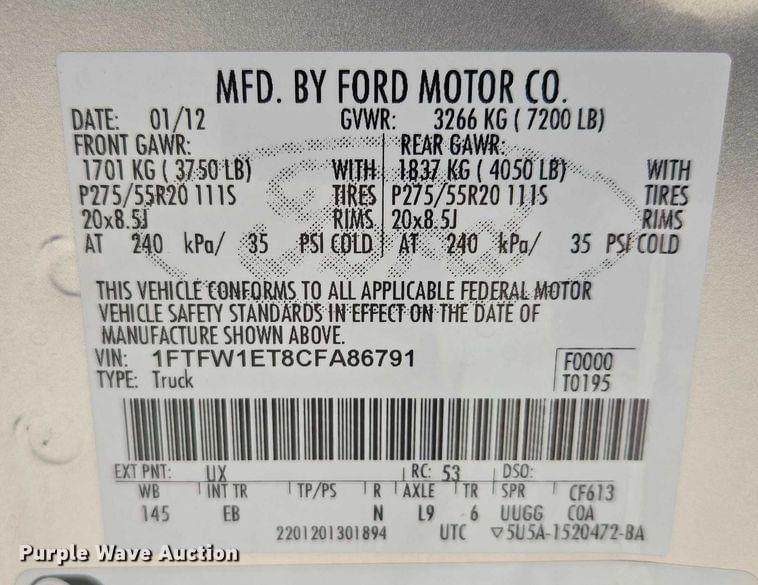 MFD. BY FORD MOTOR CO.
DATE: 01/12 GVWR: 3266 KG ( 7200 LB)
FRONT GAWR: REAR GAWR:
1701 KG ( 3750 LB) WITH 1837 KG ( 4050 LB) WITH
P275/55R20 111S TIRES P275/55R20 111S TIRES
20x8.5J RIMS 20x8.5J RIMS
AT 240 kPa/ 35 PSI COLD AT 240 kPa/ 35 PSI COLD
THIS VEHICLE CONFORMS TO ALL APPLICABLE FEDERAL MOTOR
VEHICLE SAFETY STANDARDS IN EFFECT ON THE DATE OF
MANUFACTURE SHOWN ABOVE.
VIN: 1FTFW1ET8CFA86791 F0000
TYPE: Truck T0195
EXT PNT: UX RC: 53 DSO:
WB INT TR TP/PS R AXLE TR SPR CF613
145 EB N L9 6 UUGG COA
2201201301894 UTC ▽5U5A-1520472-BA
Purple Wave Auction